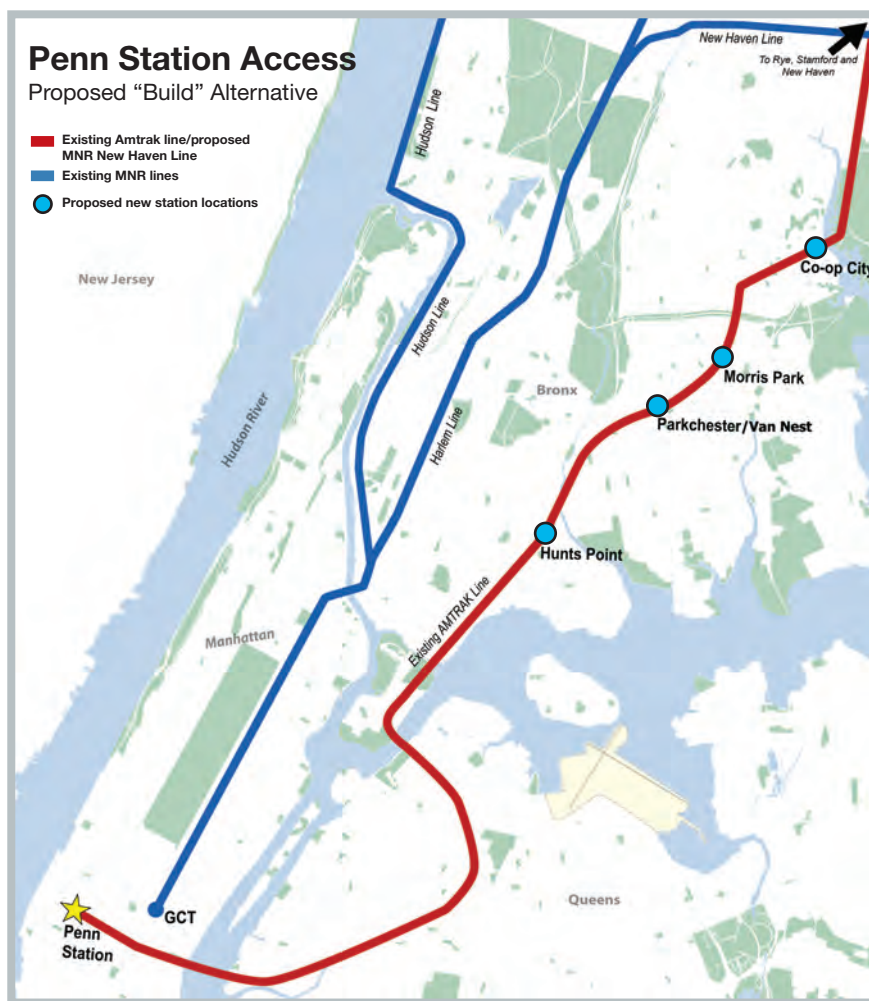 Penn Station Access
Proposed “Build” Alternative
Existing Amtrak line/proposed
MNR New Haven Line
Existing MNR lines
Proposed new station locations
New Haven Line
To Rye, Stamford and
New Haven
Hudson Line
New Jersey
Co-op City
Hudson Line
Morris Park
Bronx
Hudson River
Harlem Line
Parkchester/Van Nest
Hunts Point
Existing AMTRAK Line
Manhattan
Queens
GCT
Penn
Station